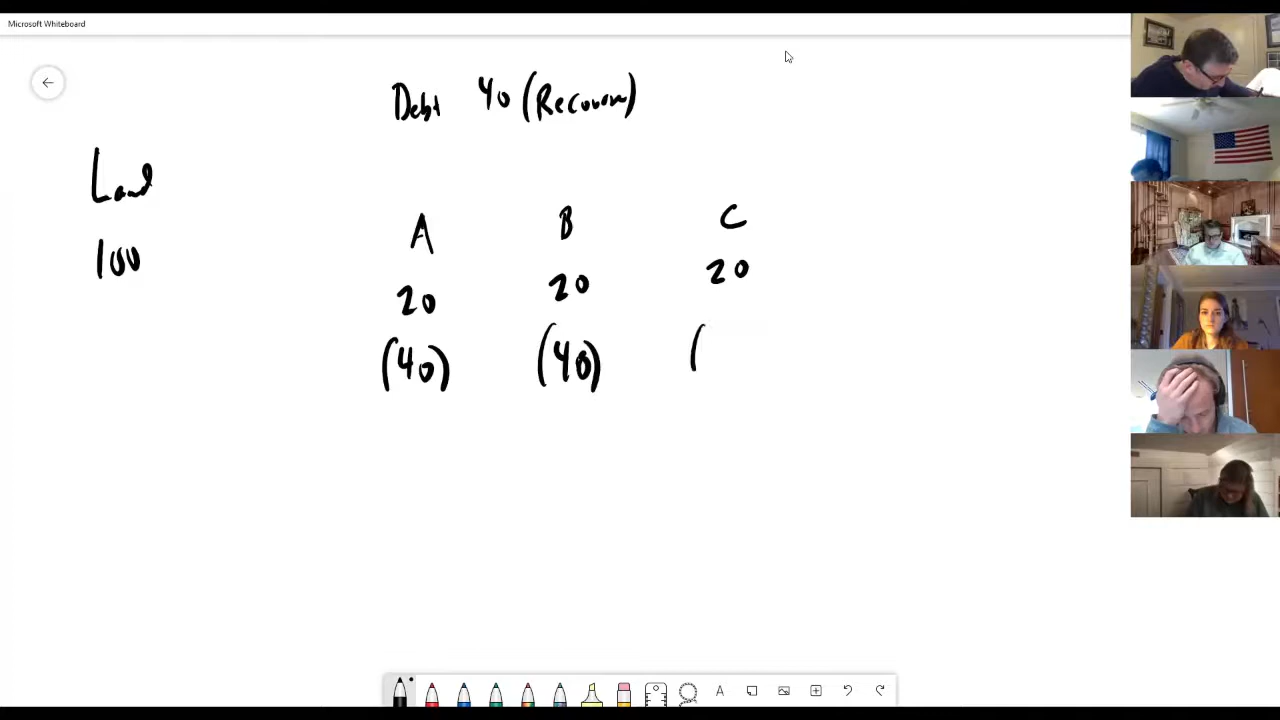 Microsoft Whiteboard
Debt 40 (Recourse)
Land
100
A B C
20 20 20
(40) (40) (
A